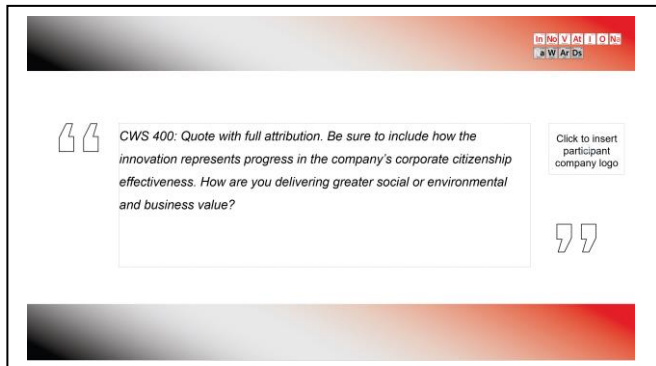 In No V At I O Ns
a W Ar Ds
“
CWS 400: Quote with full attribution. Be sure to include how the
innovation represents progress in the company’s corporate citizenship
effectiveness. How are you delivering greater social or environmental
and business value?
Click to insert
participant
company logo
”